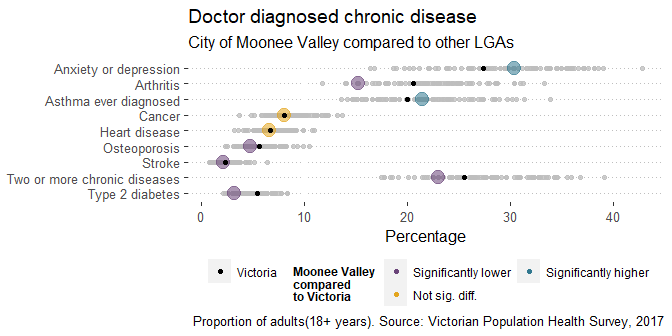 Doctor diagnosed chronic disease
City of Moonee Valley compared to other LGAs
Anxiety or depression
Arthritis
Asthma ever diagnosed
Cancer
Heart disease
Osteoporosis
Stroke
Two or more chronic diseases
Type 2 diabetes
0 10 20 30 40
Percentage
Victoria
Moonee Valley
compared
to Victoria
Significantly lower
Significantly higher
Not sig. diff.
Proportion of adults(18+ years). Source: Victorian Population Health Survey, 2017